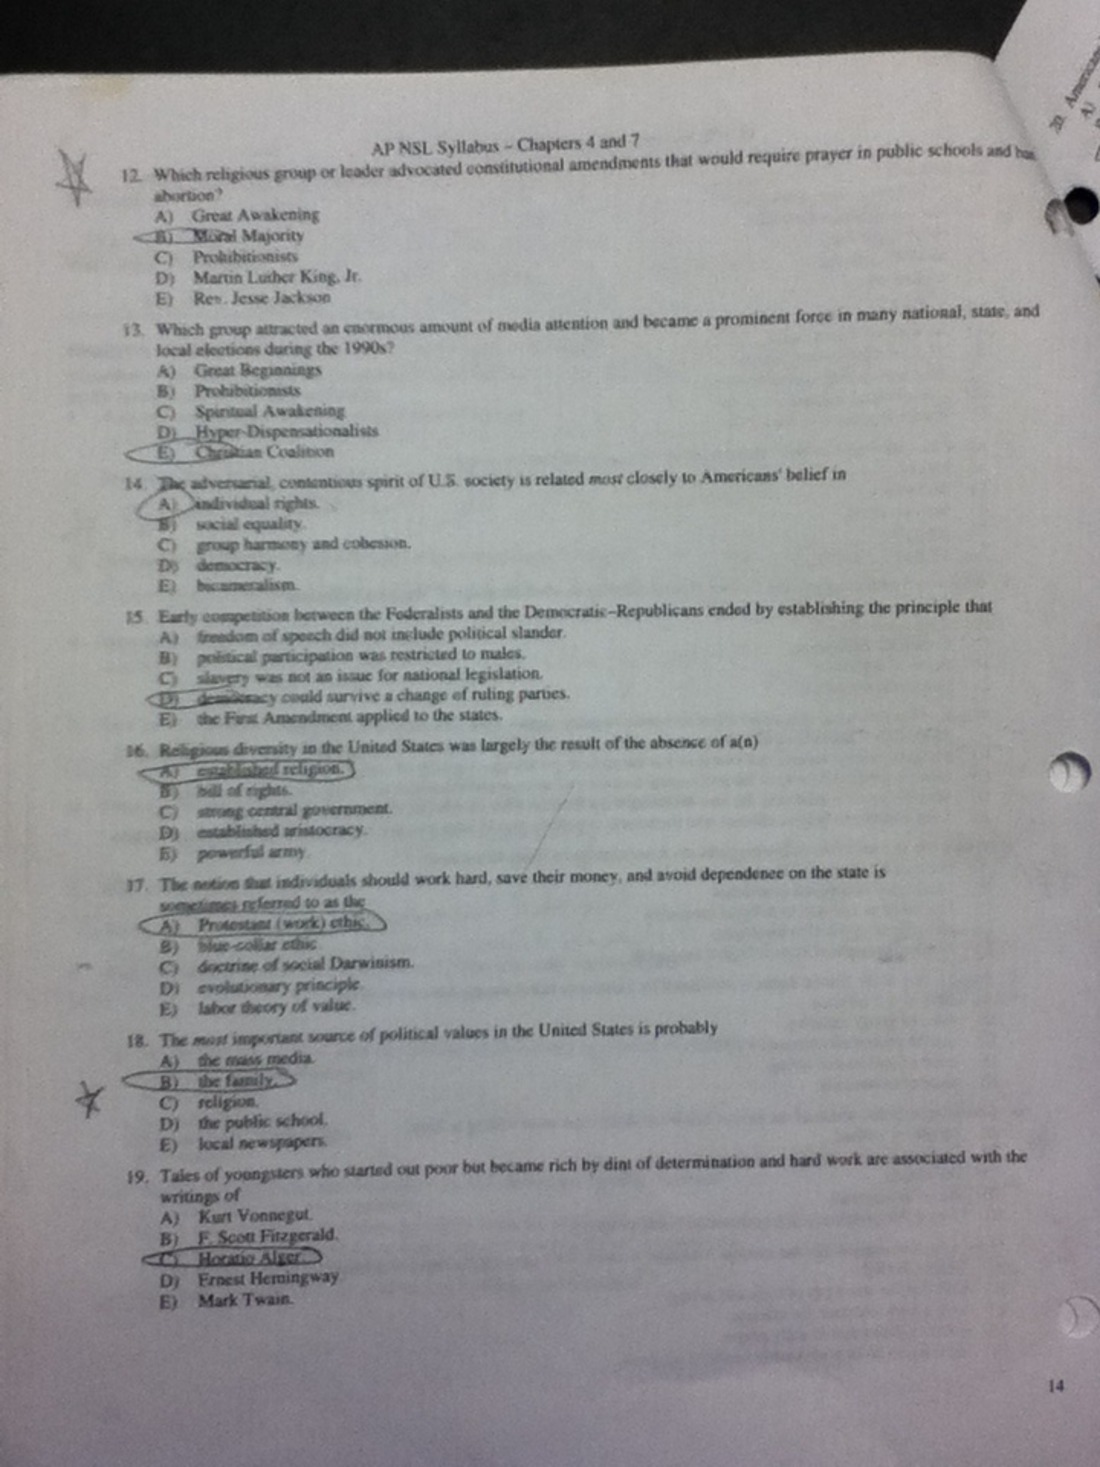 AP NSL Syllabus – Chapters 4 and 7
12. Which religious group or leader advocated constitutional amendments that would require prayer in public schools and ban
abortion?
A) Great Awakening
B) Moral Majority
C) Prohibitionists
D) Martin Luther King, Jr.
E) Rev. Jesse Jackson
13. Which group attracted an enormous amount of media attention and became a prominent force in many national, state, and
local elections during the 1990s?
A) Great Beginnings
B) Prohibitionists
C) Spiritual Awakening
D) Hyper-Dispensationalists
E) Christian Coalition
14. The adversarial, contentious spirit of U.S. society is related most closely to Americans' belief in
A) individual rights.
B) social equality.
C) group harmony and cohesion.
D) democracy.
E) bicameralism.
15. Early competition between the Federalists and the Democratic–Republicans ended by establishing the principle that
A) freedom of speech did not include political slander.
B) political participation was restricted to males.
C) slavery was not an issue for national legislation.
D) democracy could survive a change of ruling parties.
E) the First Amendment applied to the states.
16. Religious diversity in the United States was largely the result of the absence of a(n)
A) established religion.
B) bill of rights.
C) strong central government.
D) established aristocracy.
E) powerful army.
17. The notion that individuals should work hard, save their money, and avoid dependence on the state is
sometimes referred to as the
A) Protestant (work) ethic.
B) blue-collar ethic.
C) doctrine of social Darwinism.
D) evolutionary principle.
E) labor theory of value.
18. The most important source of political values in the United States is probably
A) the mass media.
B) the family.
C) religion.
D) the public school.
E) local newspapers.
19. Tales of youngsters who started out poor but became rich by dint of determination and hard work are associated with the
writings of
A) Kurt Vonnegut.
B) F. Scott Fitzgerald.
C) Horatio Alger.
D) Ernest Hemingway.
E) Mark Twain.
14
20. American
A)